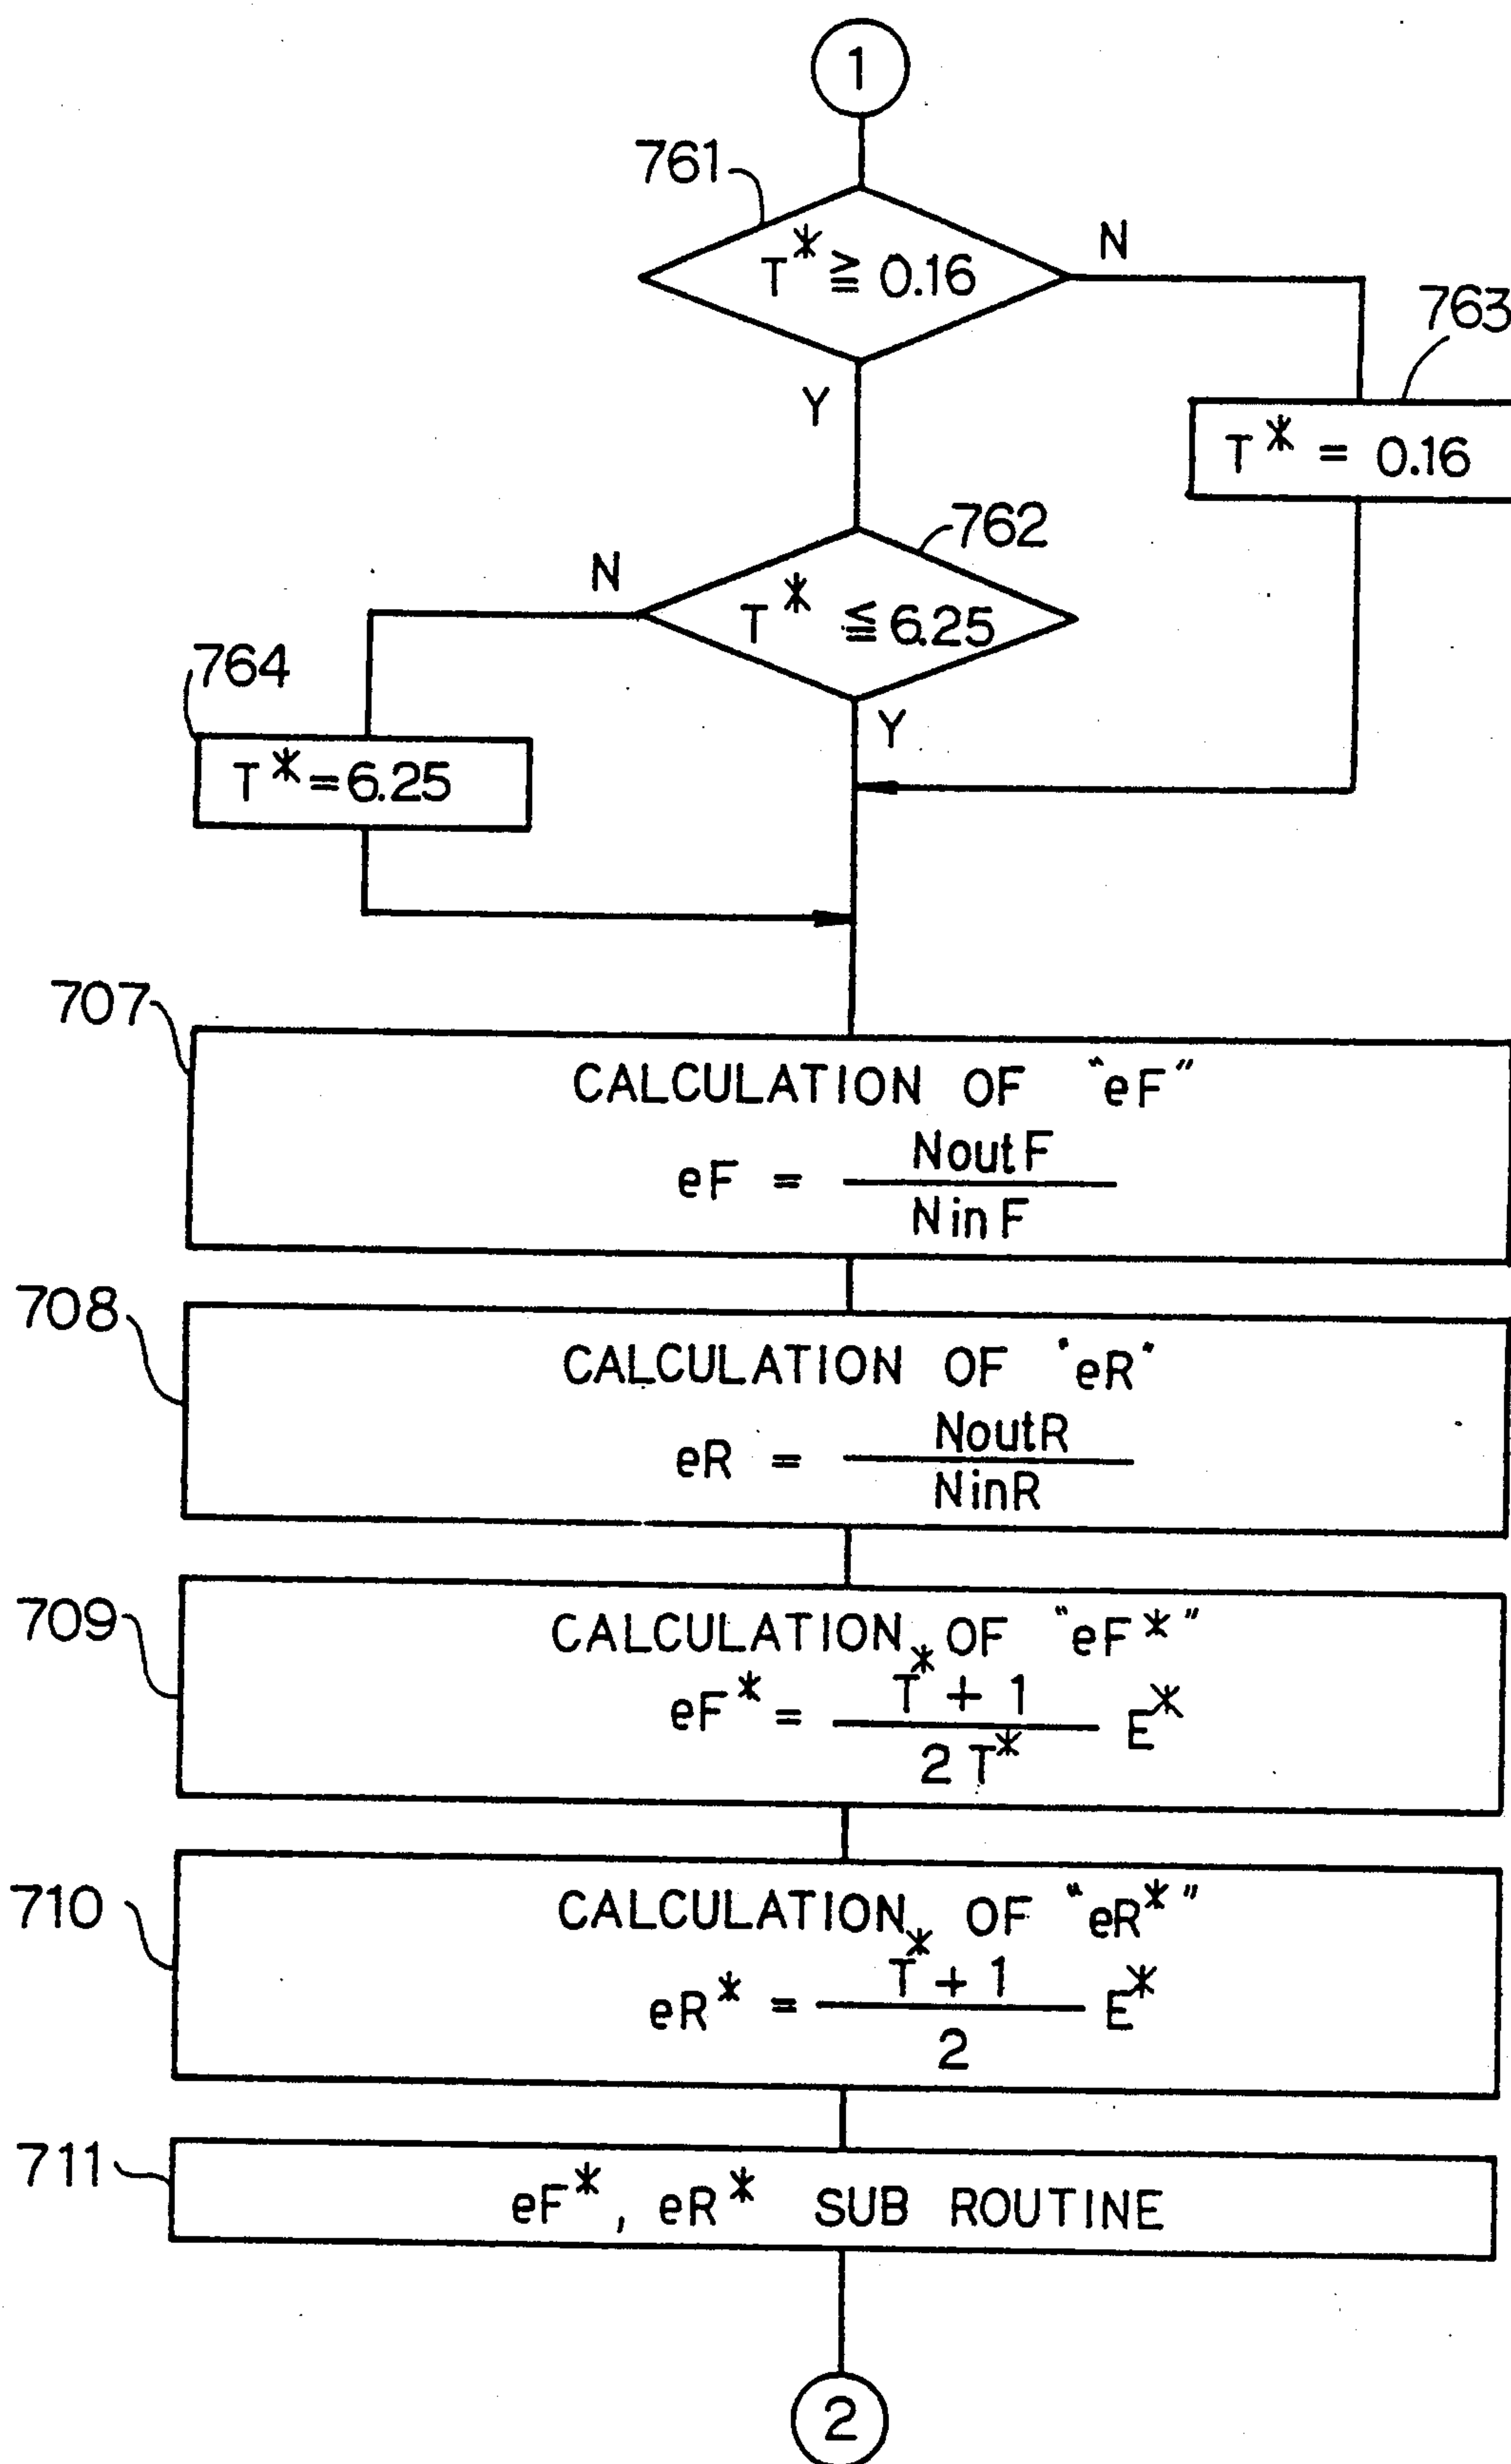 1
761
T* ≧ 0.16
N
763
Y
T* = 0.16
762
N
T* ≦ 6.25
764
Y
T* = 6.25
707
CALCULATION OF "eF"
eF = NoutF / NinF
708
CALCULATION OF "eR"
eR = NoutR / NinR
709
CALCULATION OF "eF*"
eF* = T* + 1 / 2T* E*
710
CALCULATION OF "eR*"
eR* = T* + 1 / 2 E*
711
eF*, eR* SUB ROUTINE
2